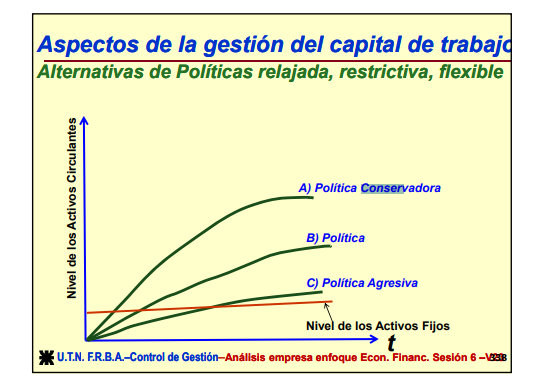 Aspectos de la gestión del capital de trabajo
Alternativas de Políticas relajada, restrictiva, flexible
Nivel de los Activos Circulantes
A) Política Conservadora
B) Política
C) Política Agresiva
Nivel de los Activos Fijos
t
U.T.N. F.R.B.A.–Control de Gestión–Análisis empresa enfoque Econ. Financ. Sesión 6 –